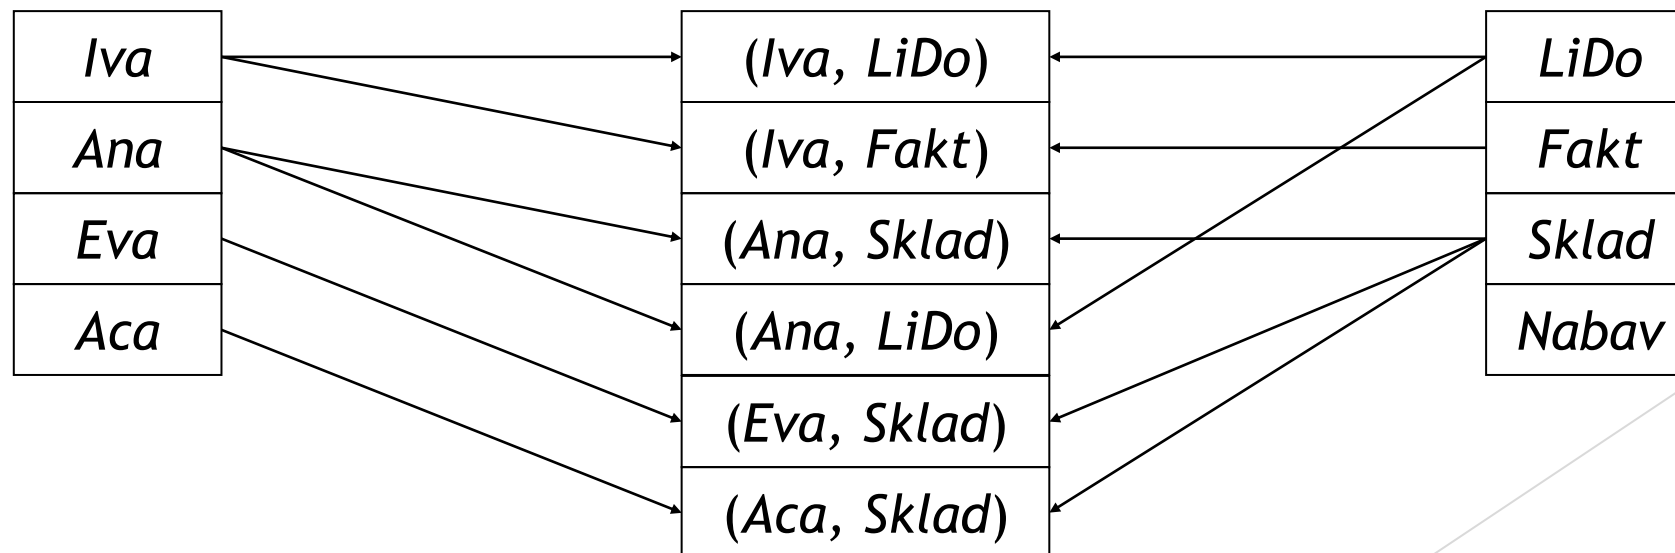 Iva
Ana
Eva
Aca
(Iva, LiDo)
(Iva, Fakt)
(Ana, Sklad)
(Ana, LiDo)
(Eva, Sklad)
(Aca, Sklad)
LiDo
Fakt
Sklad
Nabav